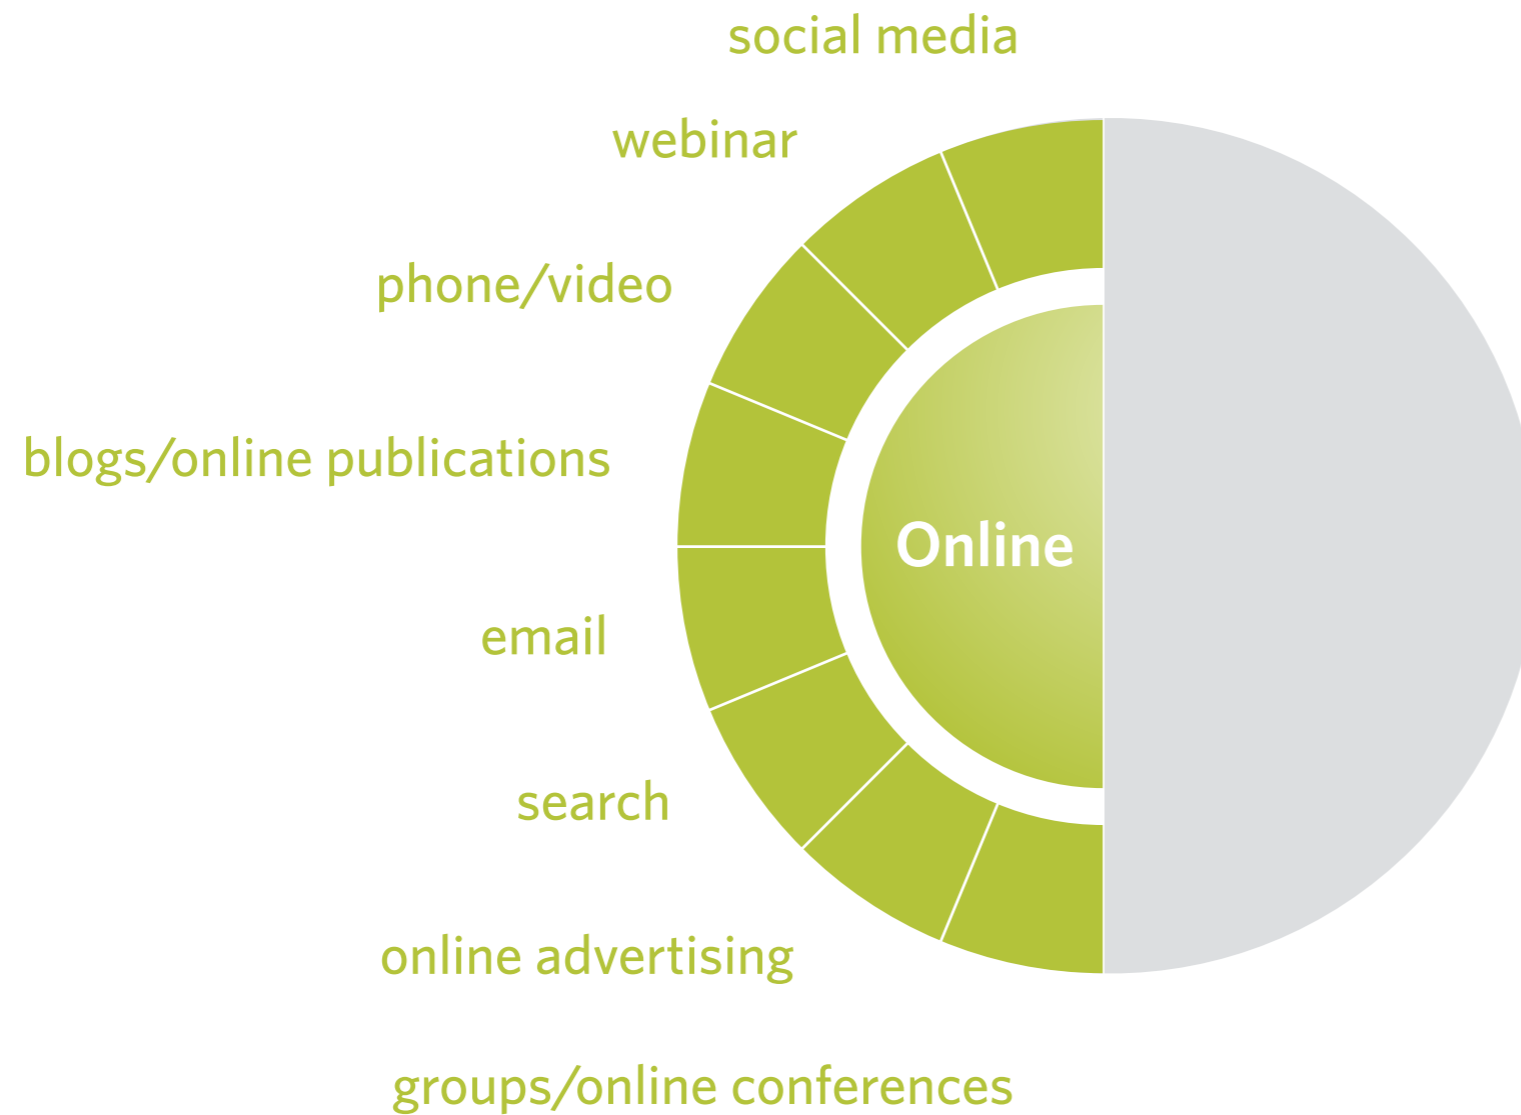 social media
webinar
phone/video
blogs/online publications
Online
email
search
online advertising
groups/online conferences